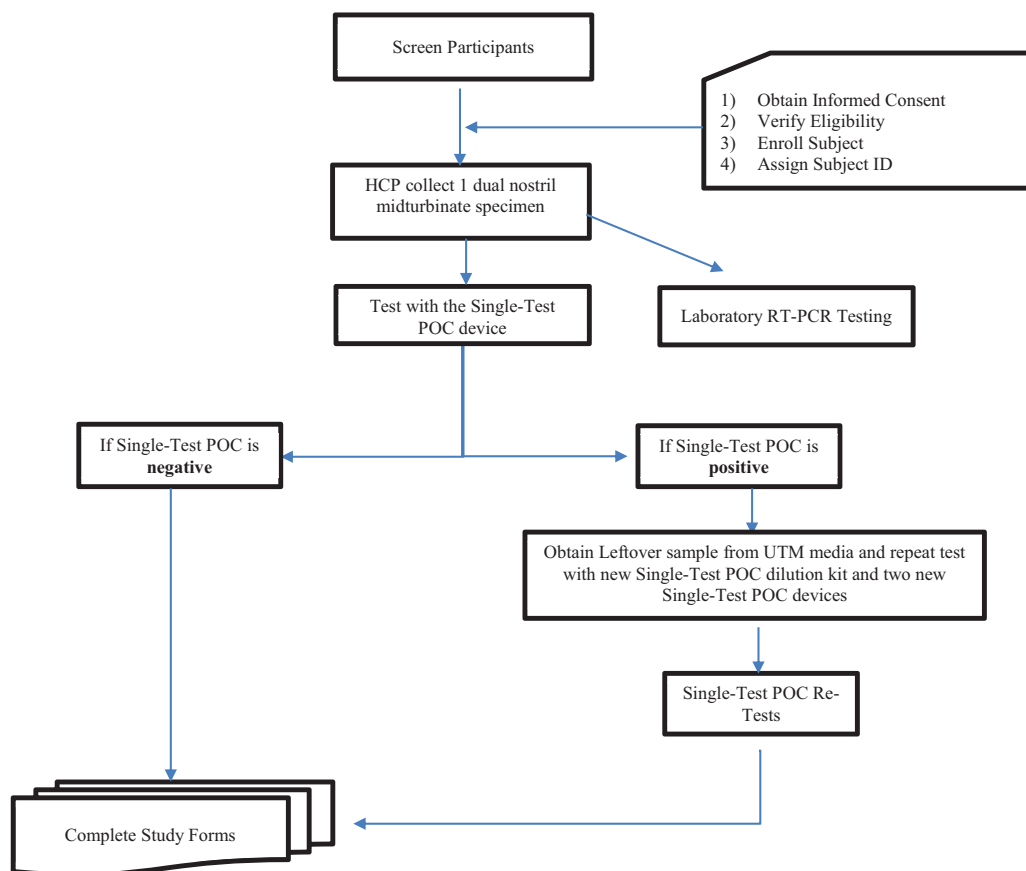 Screen Participants
1) Obtain Informed Consent
2) Verify Eligibility
3) Enroll Subject
4) Assign Subject ID
HCP collect 1 dual nostril
midturbinate specimen
Test with the Single-Test
POC device
Laboratory RT-PCR Testing
If Single-Test POC is
negative
If Single-Test POC is
positive
Obtain Leftover sample from UTM media and repeat test
with new Single-Test POC dilution kit and two new
Single-Test POC devices
Single-Test POC Re-
Tests
Complete Study Forms